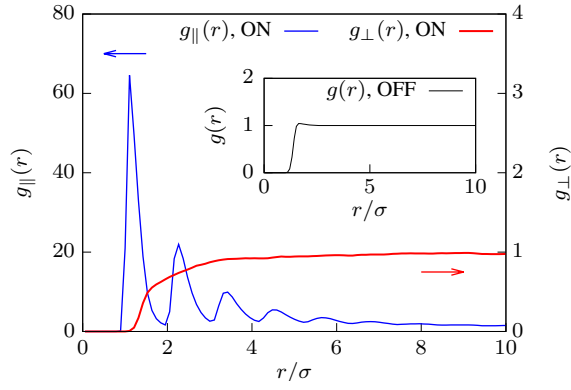 g∥(r), ON
g⊥(r), ON
80
60
40
20
0
g∥(r)
4
3
2
1
0
g⊥(r)
g(r), OFF
2
1
0
g(r)
0 5 10
r/σ
0 2 4 6 8 10
r/σ